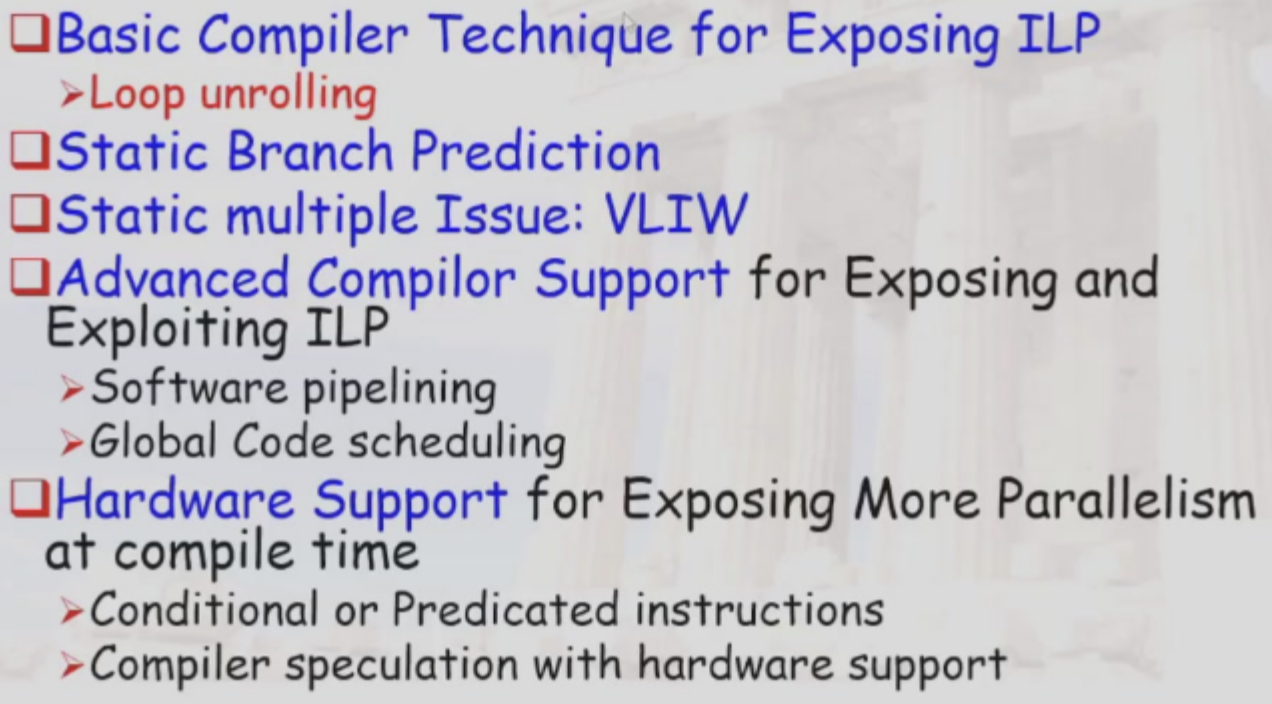 Basic Compiler Technique for Exposing ILP
Loop unrolling
Static Branch Prediction
Static multiple Issue: VLIW
Advanced Compilor Support for Exposing and
Exploiting ILP
Software pipelining
Global Code scheduling
Hardware Support for Exposing More Parallelism
at compile time
Conditional or Predicated instructions
Compiler speculation with hardware support